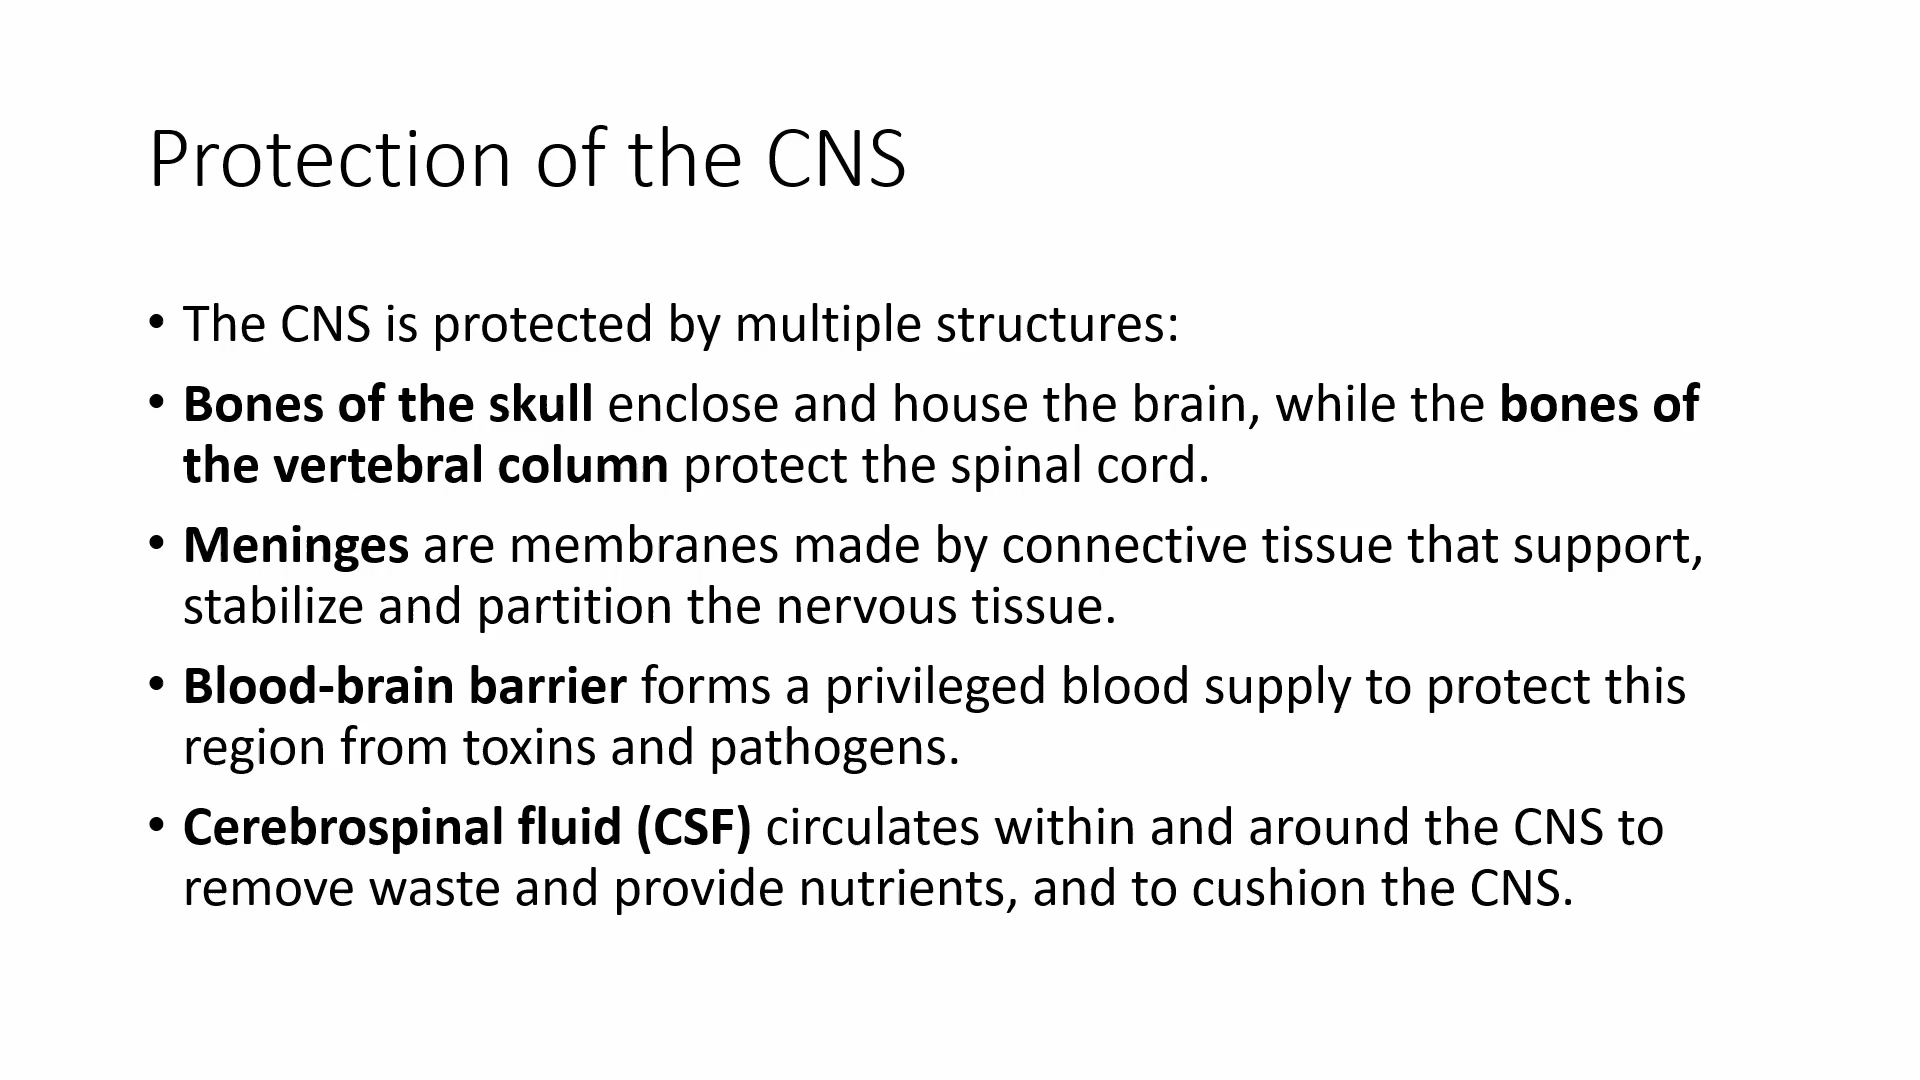 Protection of the CNS
• The CNS is protected by multiple structures:
• Bones of the skull enclose and house the brain, while the bones of
the vertebral column protect the spinal cord.
• Meninges are membranes made by connective tissue that support,
stabilize and partition the nervous tissue.
• Blood-brain barrier forms a privileged blood supply to protect this
region from toxins and pathogens.
• Cerebrospinal fluid (CSF) circulates within and around the CNS to
remove waste and provide nutrients, and to cushion the CNS.